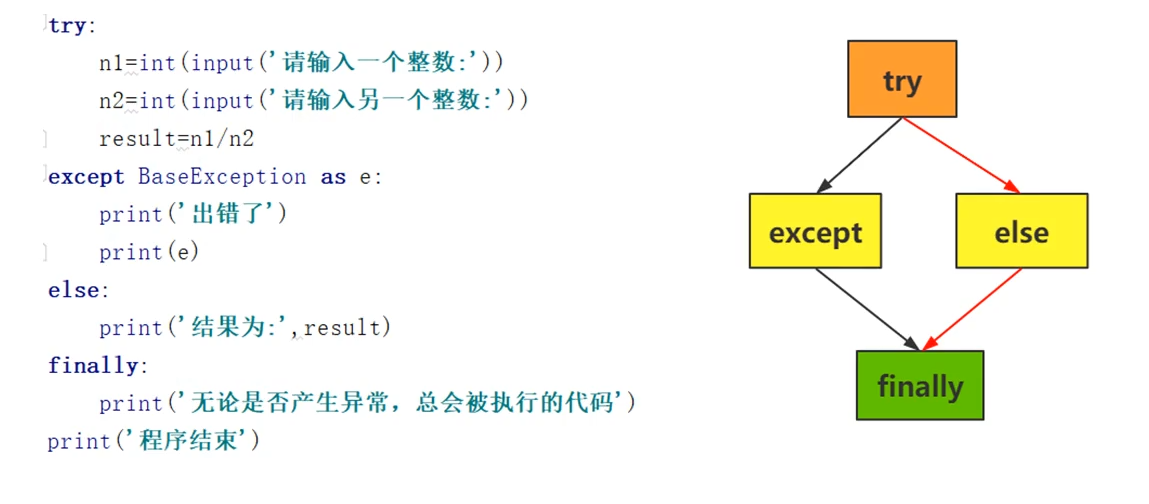 try:
    n1=int(input('请输入一个整数:'))
    n2=int(input('请输入另一个整数:'))
    result=n1/n2
except BaseException as e:
    print('出错了')
    print(e)
else:
    print('结果为:',result)
finally:
    print('无论是否产生异常，总会被执行的代码')
print('程序结束')
try
except
else
finally